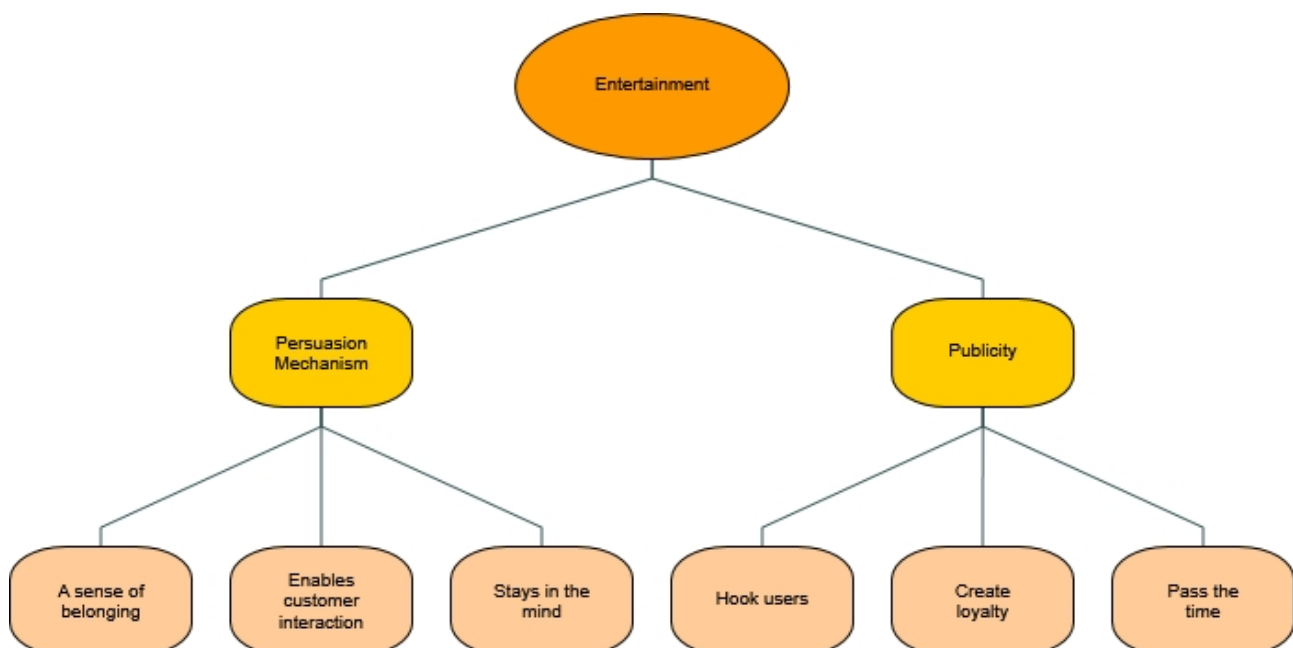 Entertainment
Persuasion
Mechanism
Publicity
A sense of
belonging
Enables
customer
interaction
Stays in the
mind
Hook users
Create
loyalty
Pass the
time